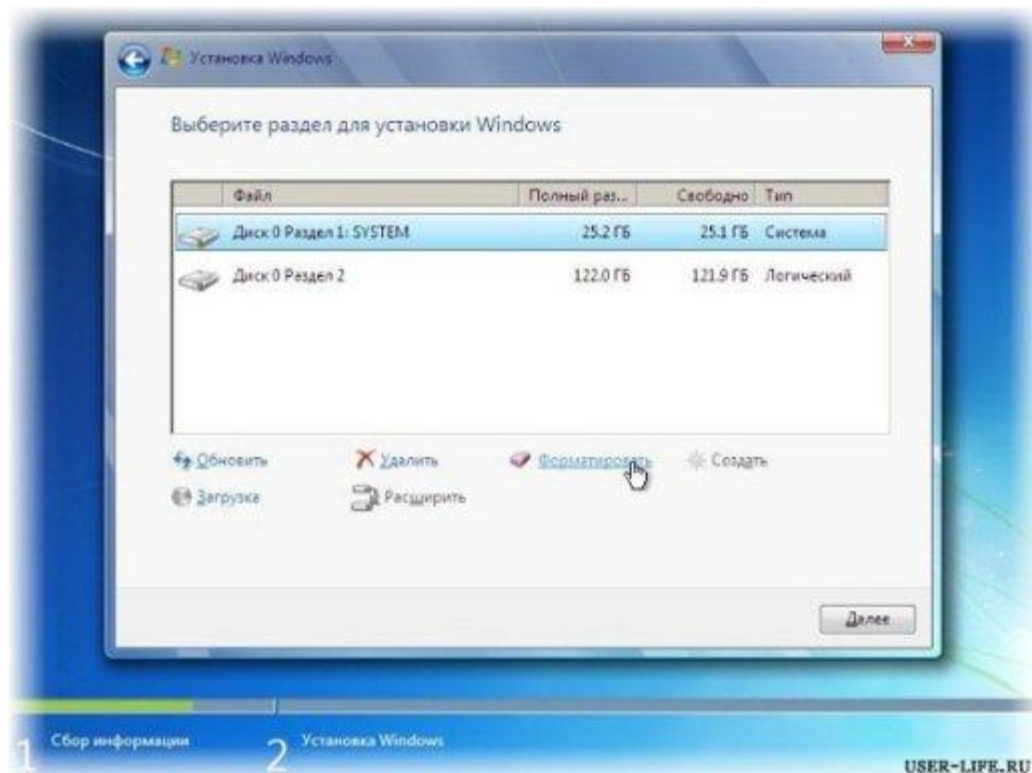 Установка Windows
Выберите раздел для установки Windows
Файл Полный раз... Свободно Тип
Диск 0 Раздел 1: SYSTEM 25.2 ГБ 25.1 ГБ Система
Диск 0 Раздел 2 122.0 ГБ 121.9 ГБ Логический
Обновить Удалить Форматировать Создать
Загрузка Расширить
Далее
1 Сбор информации 2 Установка Windows
USER-LIFE.RU